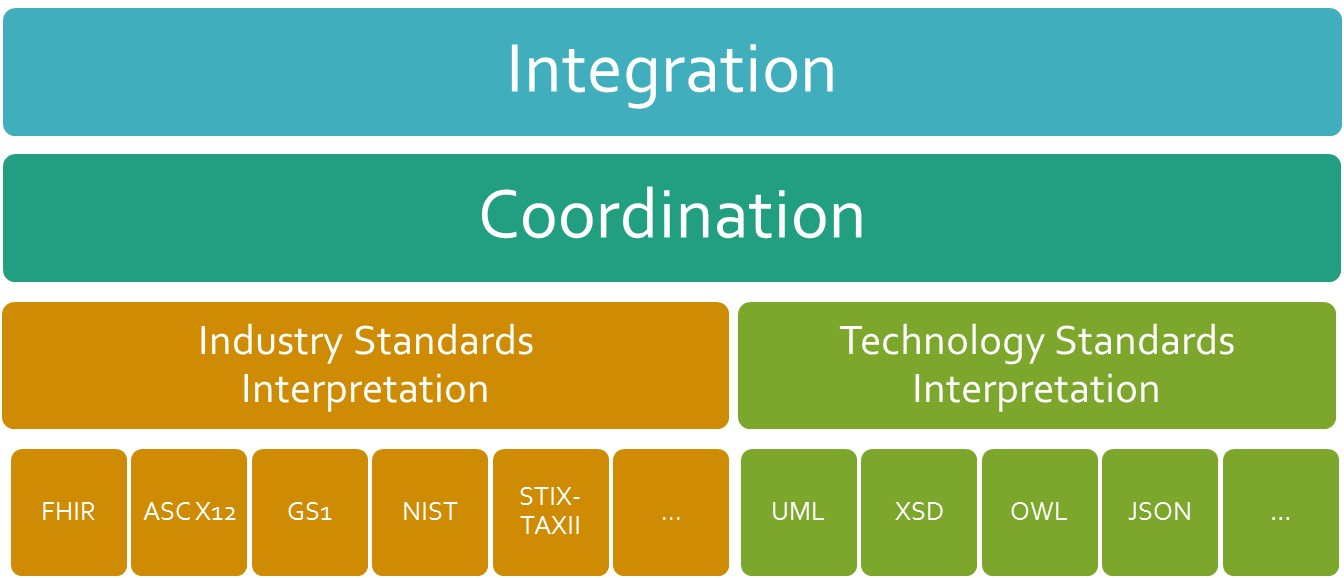 Integration
Coordination
Industry Standards
Interpretation
Technology Standards
Interpretation
FHIR
ASC X12
GS1
NIST
STIX-
TAXII
...
UML
XSD
OWL
JSON
...